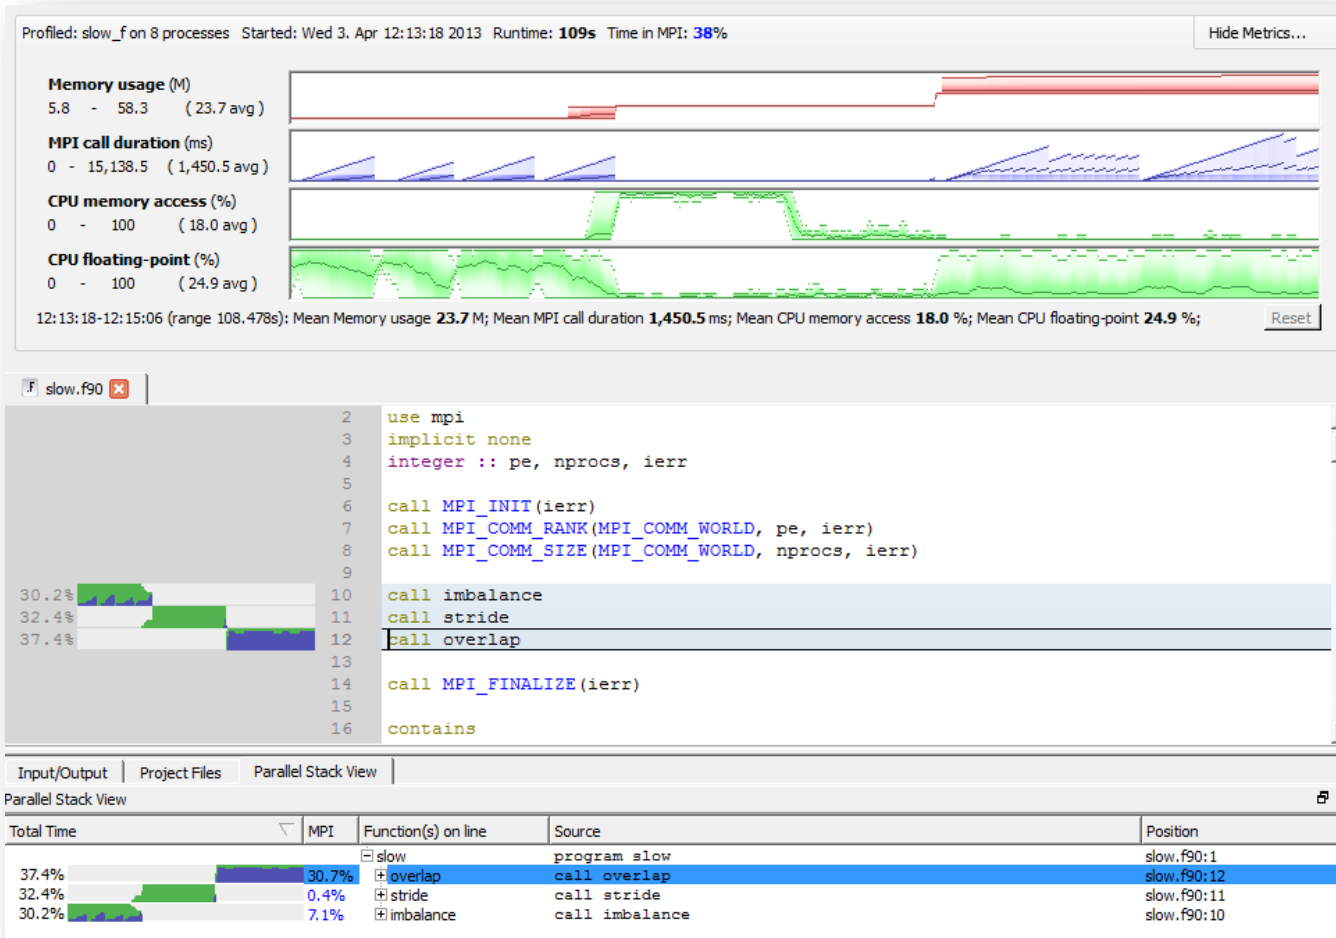 Profiled: slow_f on 8 processes Started: Wed 3. Apr 12:13:18 2013 Runtime: 109s Time in MPI: 38%
Hide Metrics...
Memory usage (M)
5.8 - 58.3 ( 23.7 avg )
MPI call duration (ms)
0 - 15,138.5 ( 1,450.5 avg )
CPU memory access (%)
0 - 100 ( 18.0 avg )
CPU floating-point (%)
0 - 100 ( 24.9 avg )
12:13:18-12:15:06 (range 108.478s): Mean Memory usage 23.7 M; Mean MPI call duration 1,450.5 ms; Mean CPU memory access 18.0 %; Mean CPU floating-point 24.9 %;
Reset
.F slow.f90
2 use mpi
3 implicit none
4 integer :: pe, nprocs, ierr
5
6 call MPI_INIT(ierr)
7 call MPI_COMM_RANK(MPI_COMM_WORLD, pe, ierr)
8 call MPI_COMM_SIZE(MPI_COMM_WORLD, nprocs, ierr)
9
30.2% 10 call imbalance
32.4% 11 call stride
37.4% 12 call overlap
13
14 call MPI_FINALIZE(ierr)
15
16 contains
Input/Output Project Files Parallel Stack View
Parallel Stack View
Total Time MPI Function(s) on line Source Position
slow program slow slow.f90:1
37.4% 30.7% overlap call overlap slow.f90:12
32.4% 0.4% stride call stride slow.f90:11
30.2% 7.1% imbalance call imbalance slow.f90:10